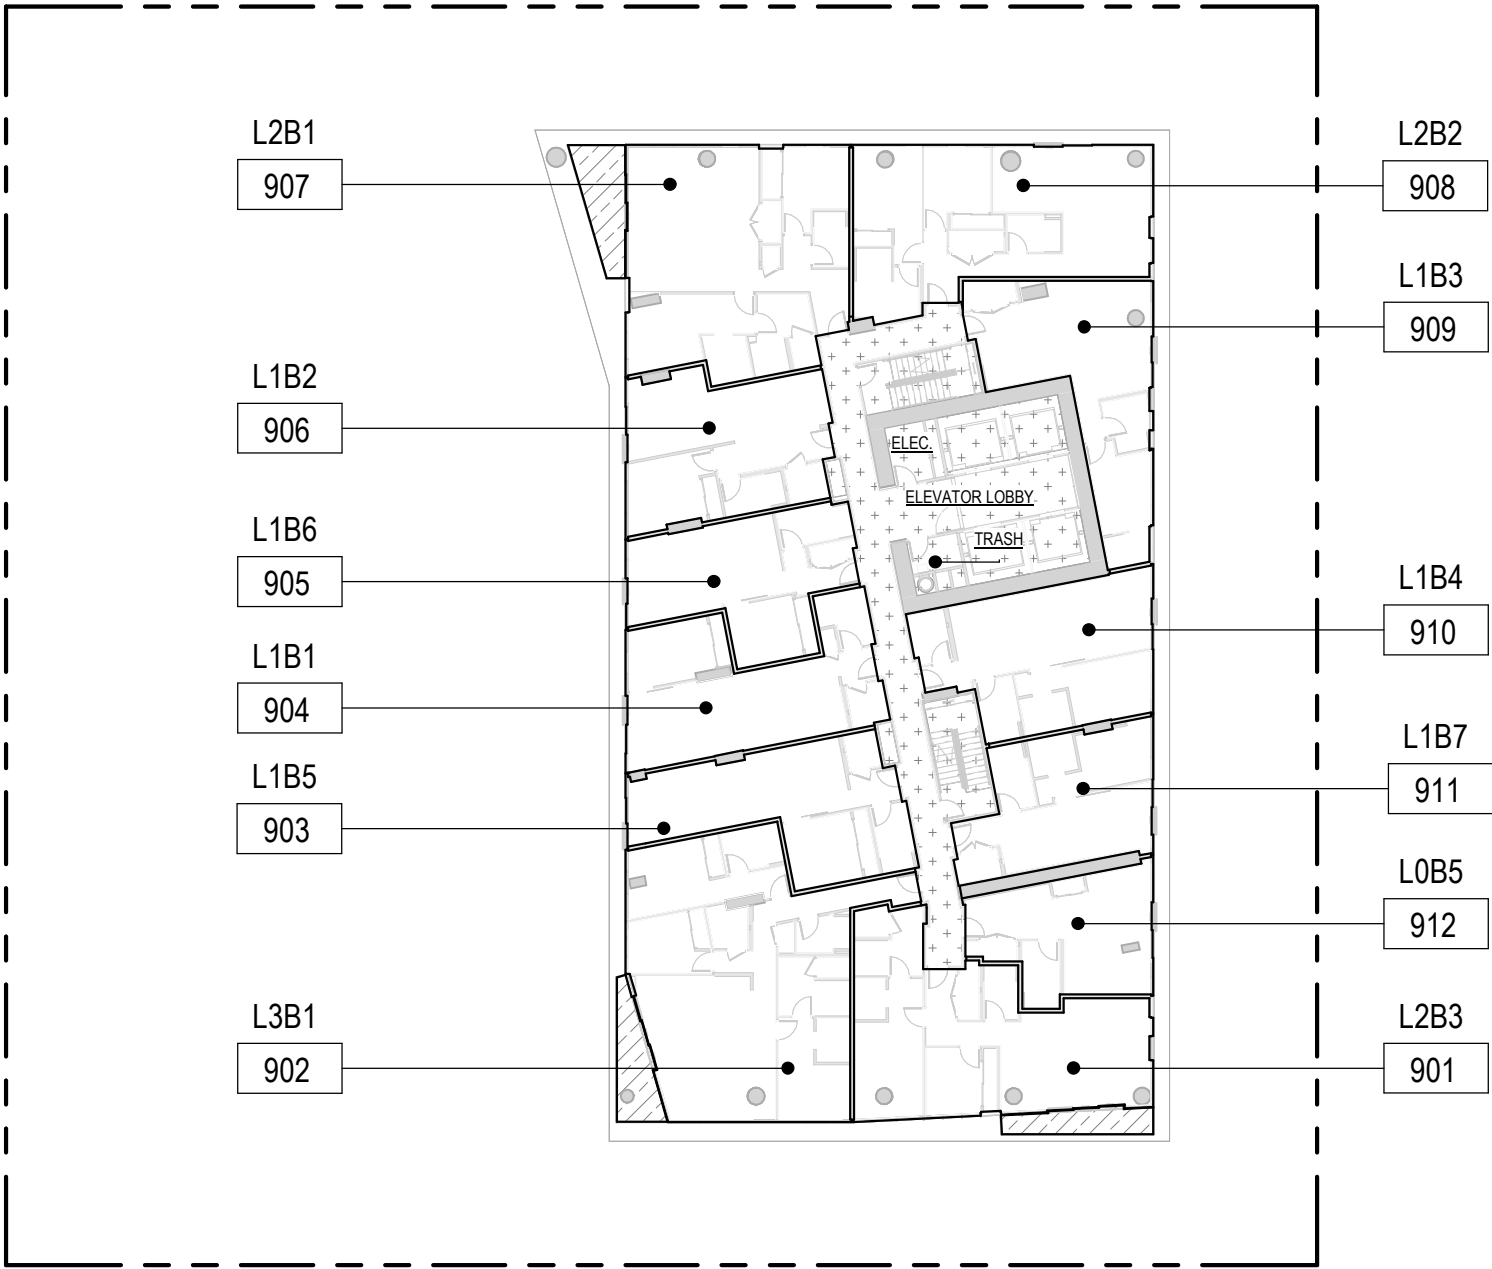 L2B1
907
L1B2
906
L1B6
905
L1B1
904
L1B5
903
L3B1
902
ELEC.
ELEVATOR LOBBY
TRASH
L2B2
908
L1B3
909
L1B4
910
L1B7
911
L0B5
912
L2B3
901